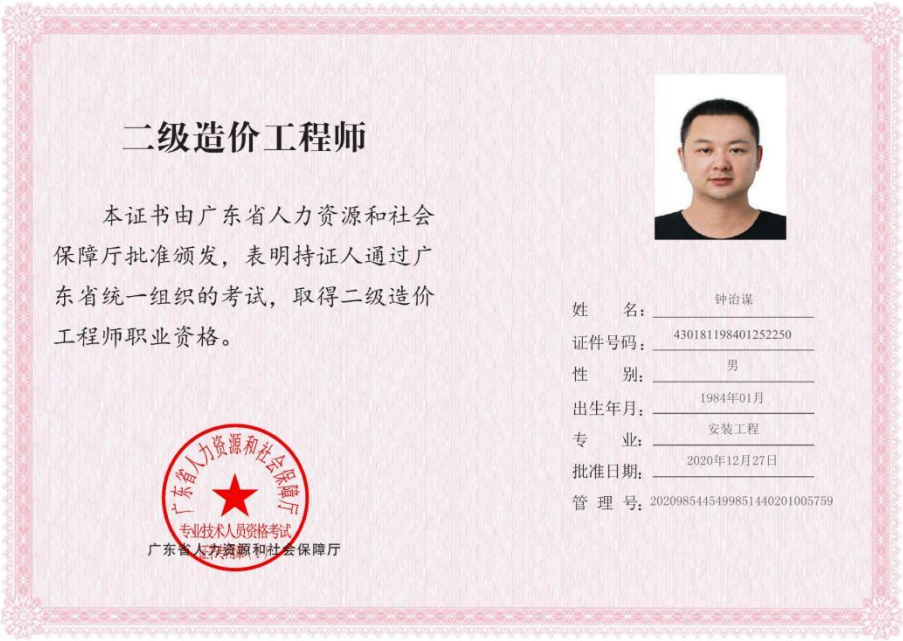 二级造价工程师
本证书由广东省人力资源和社会
保障厅批准颁发，表明持证人通过广
东省统一组织的考试，取得二级造价
工程师职业资格。
姓 名：钟诒谋
证件号码：430181198401252250
性 别：男
出生年月：1984年01月
专 业：安装工程
批准日期：2020年12月27日
管 理 号：2020985445499851440201005759
广东省人力资源和社会保障厅
专业技术人员资格考试
广东省人力资源和社会保障厅